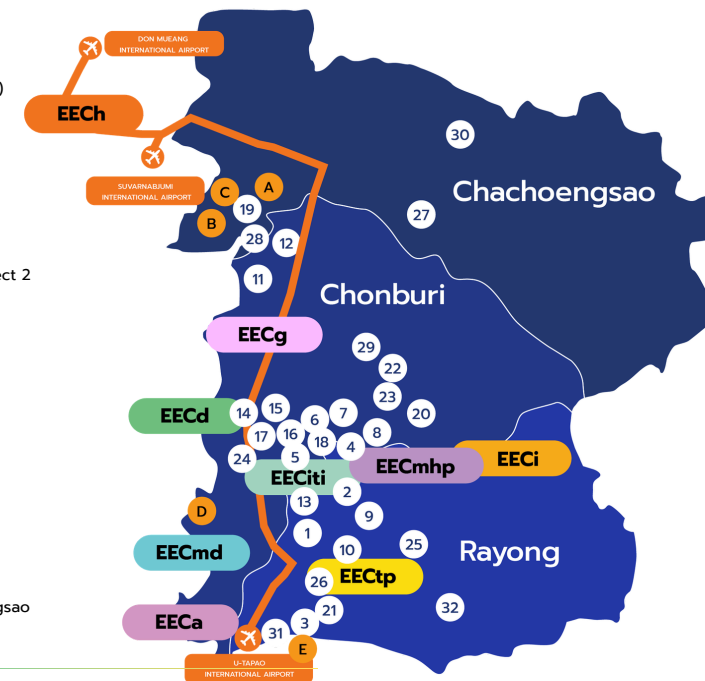 DON MUEANG
INTERNATIONAL AIRPORT
)
EECh
30
SUVARNABJUMI
INTERNATIONAL AIRPORT
C
A
Chachoengsao
19
B
27
28
12
ect 2
11
Chonburi
EECg
29
22
23
EECd
14
15
6
7
20
17
16
18
8
4
24
5
EECmhp
EECi
EECiti
2
13
D
9
1
25
EECmd
10
Rayong
26
EECtp
gsao
21
32
EECa
3
31
E
U-TAPAO
INTERNATIONAL AIRPORT